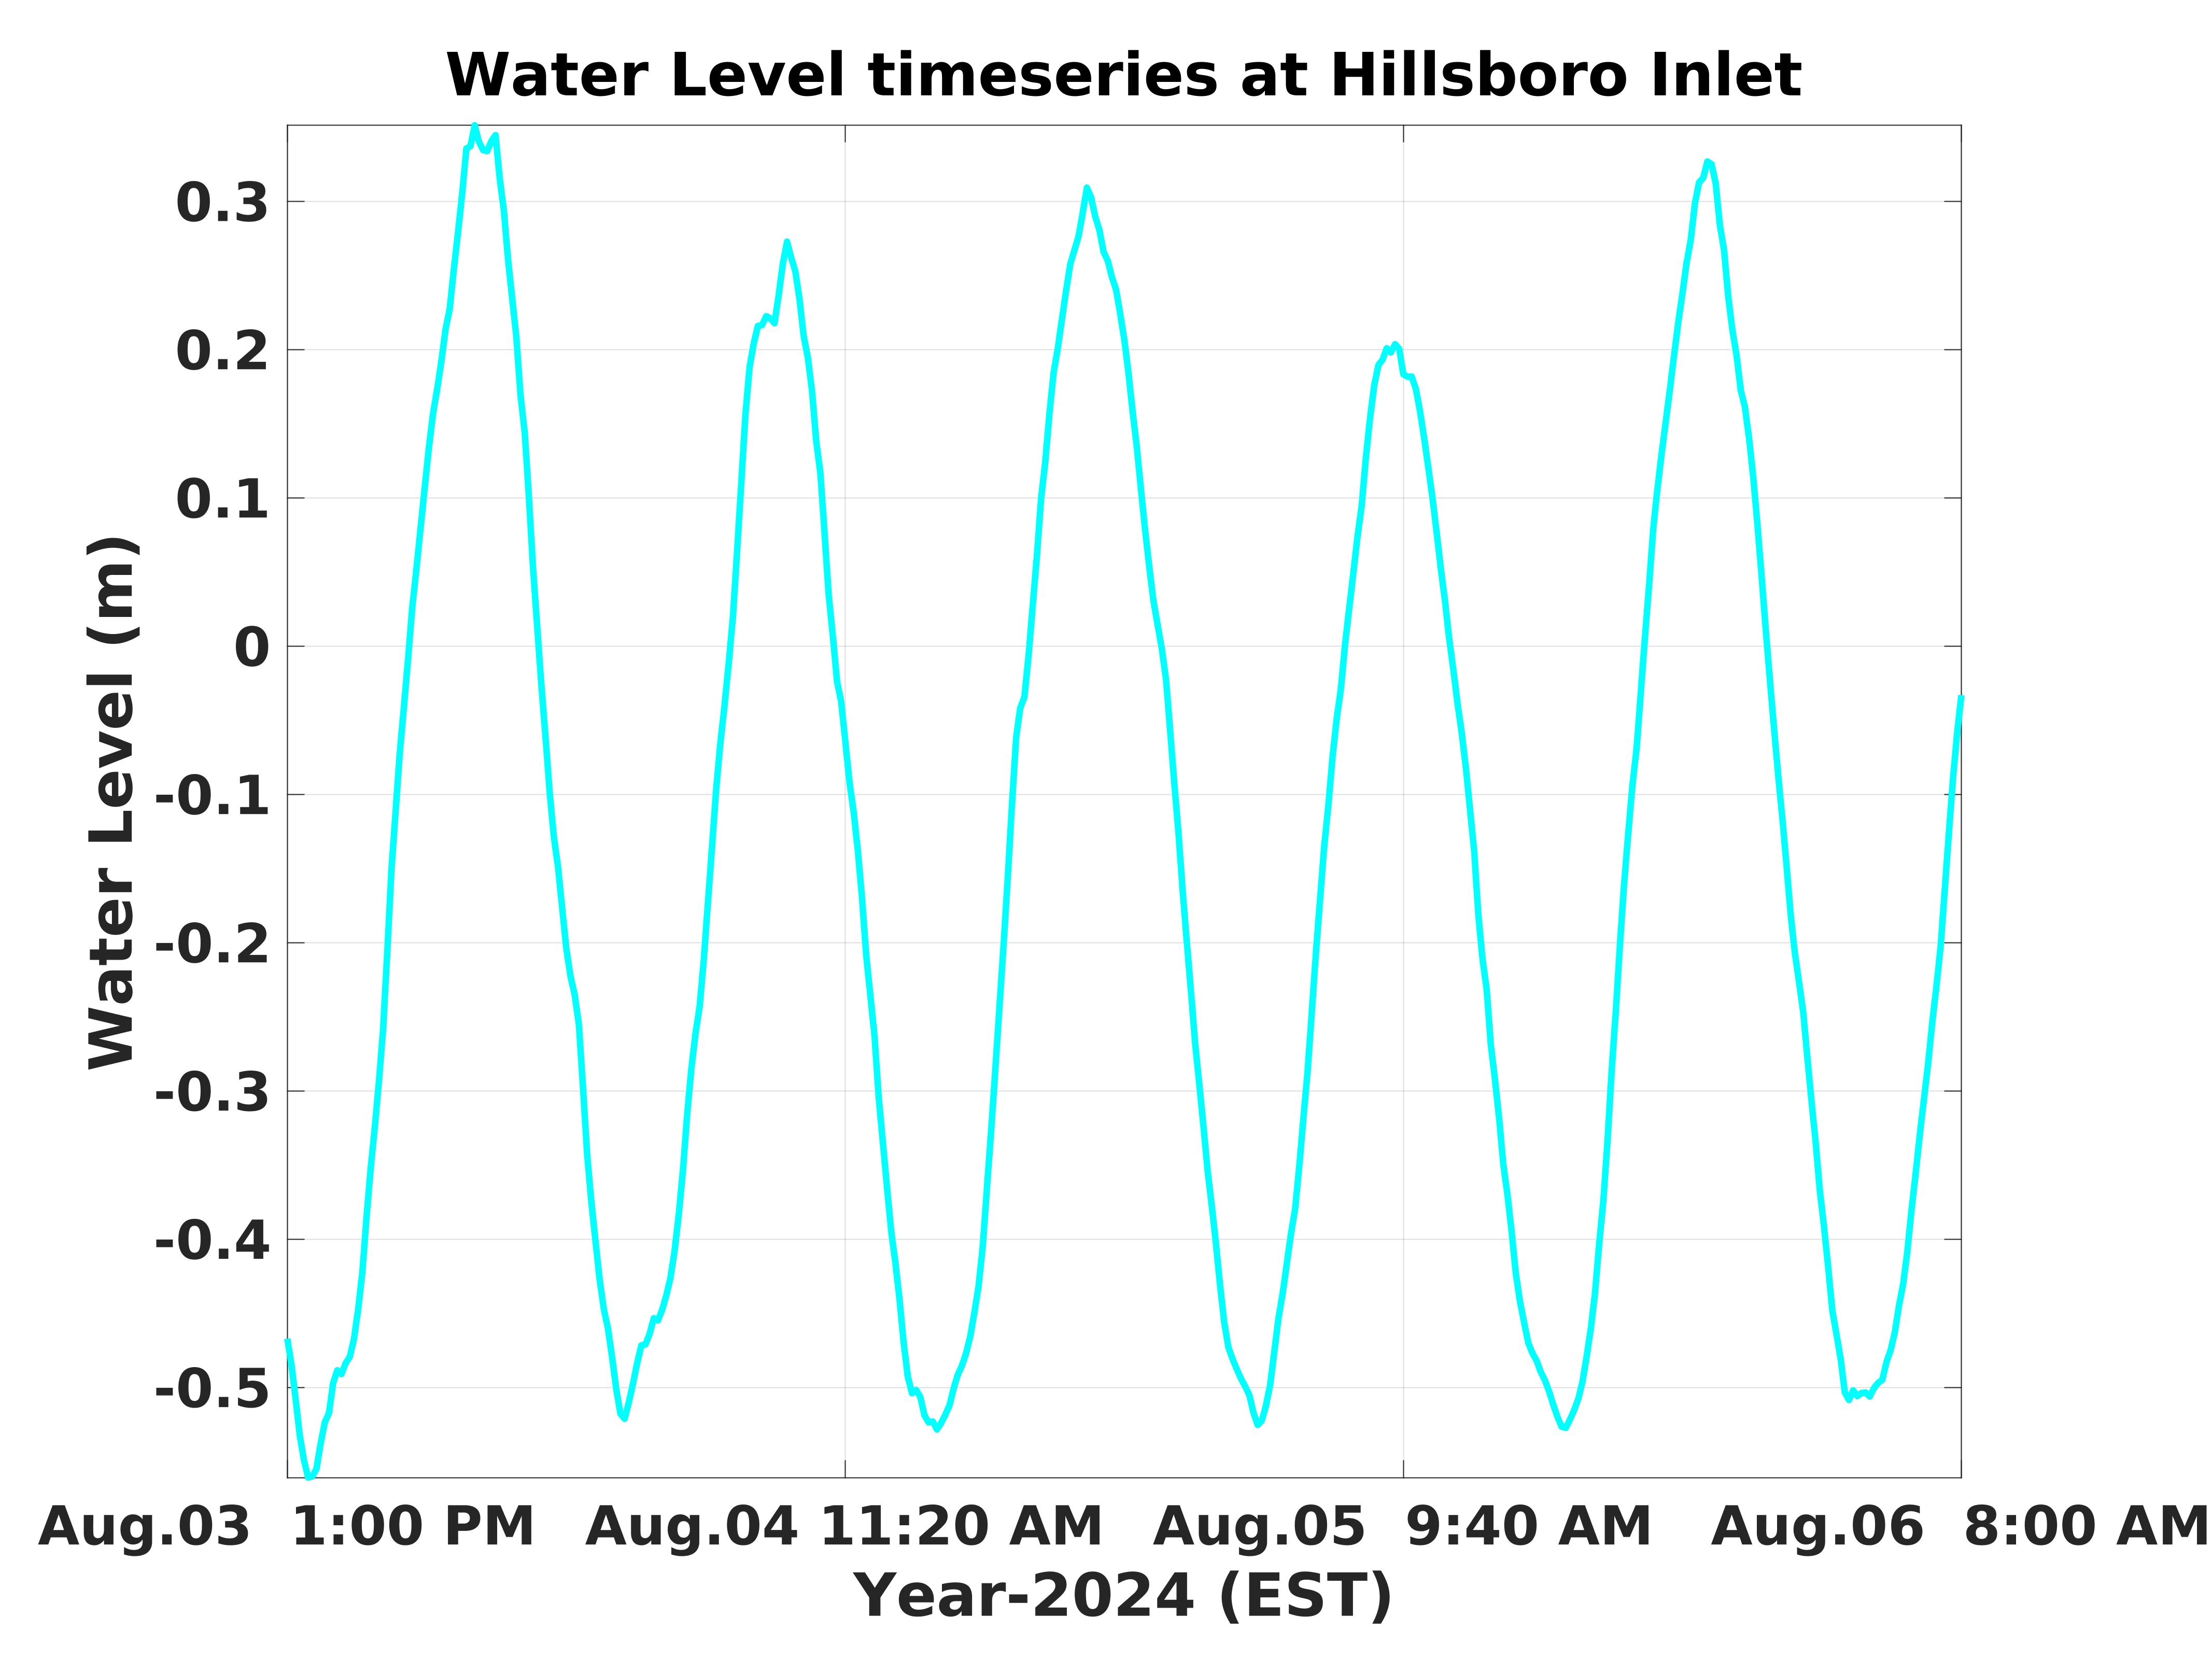 Water Level timeseries at Hillsboro Inlet
0.3
0.2
0.1
0
-0.1
-0.2
-0.3
-0.4
-0.5
Water Level (m)
Aug.03 1:00 PM Aug.04 11:20 AM Aug.05 9:40 AM Aug.06 8:00 AM
Year-2024 (EST)